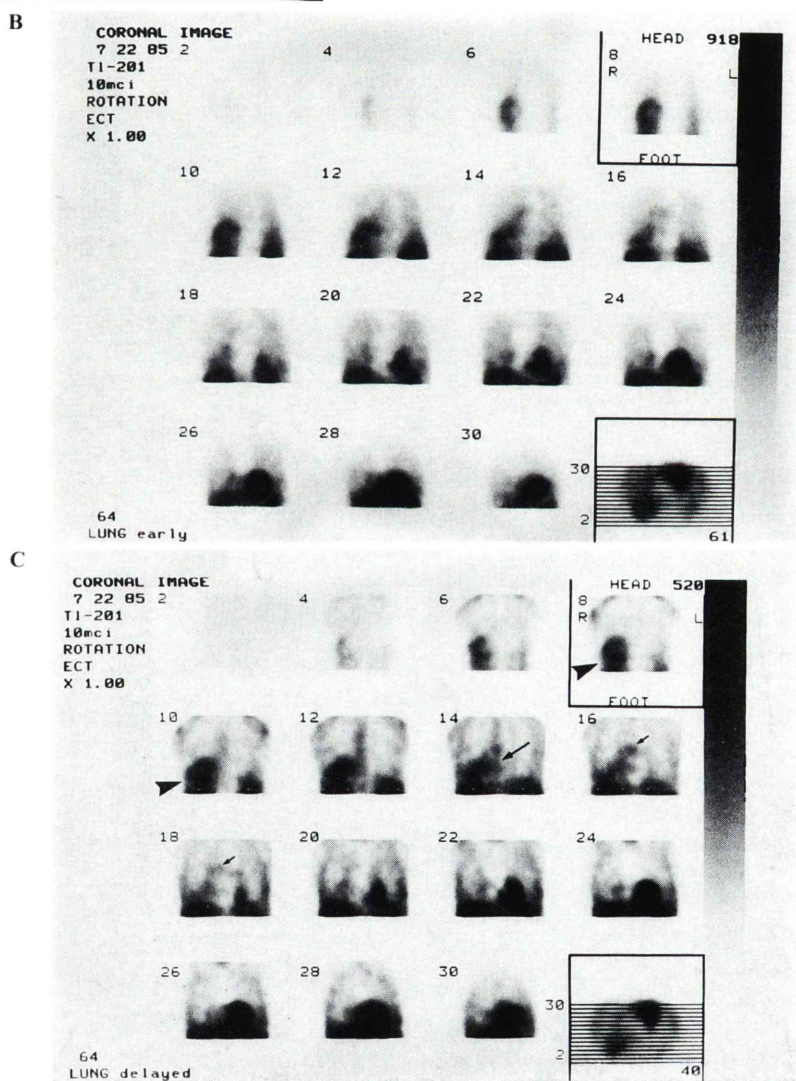 B
CORONAL IMAGE
7 22 85 2
4
6
HEAD 918
Tl-201
8
10mci
R L
ROTATION
ECT
X 1.00
FOOT
10
12
14
16
18
20
22
24
26
28
30
30
2
64
61
LUNG early
C
CORONAL IMAGE
7 22 85 2
4
6
HEAD 520
Tl-201
8
10mci
R L
ROTATION
ECT
X 1.00
FOOT
10
12
14
16
18
20
22
24
26
28
30
30
2
64
40
LUNG delayed